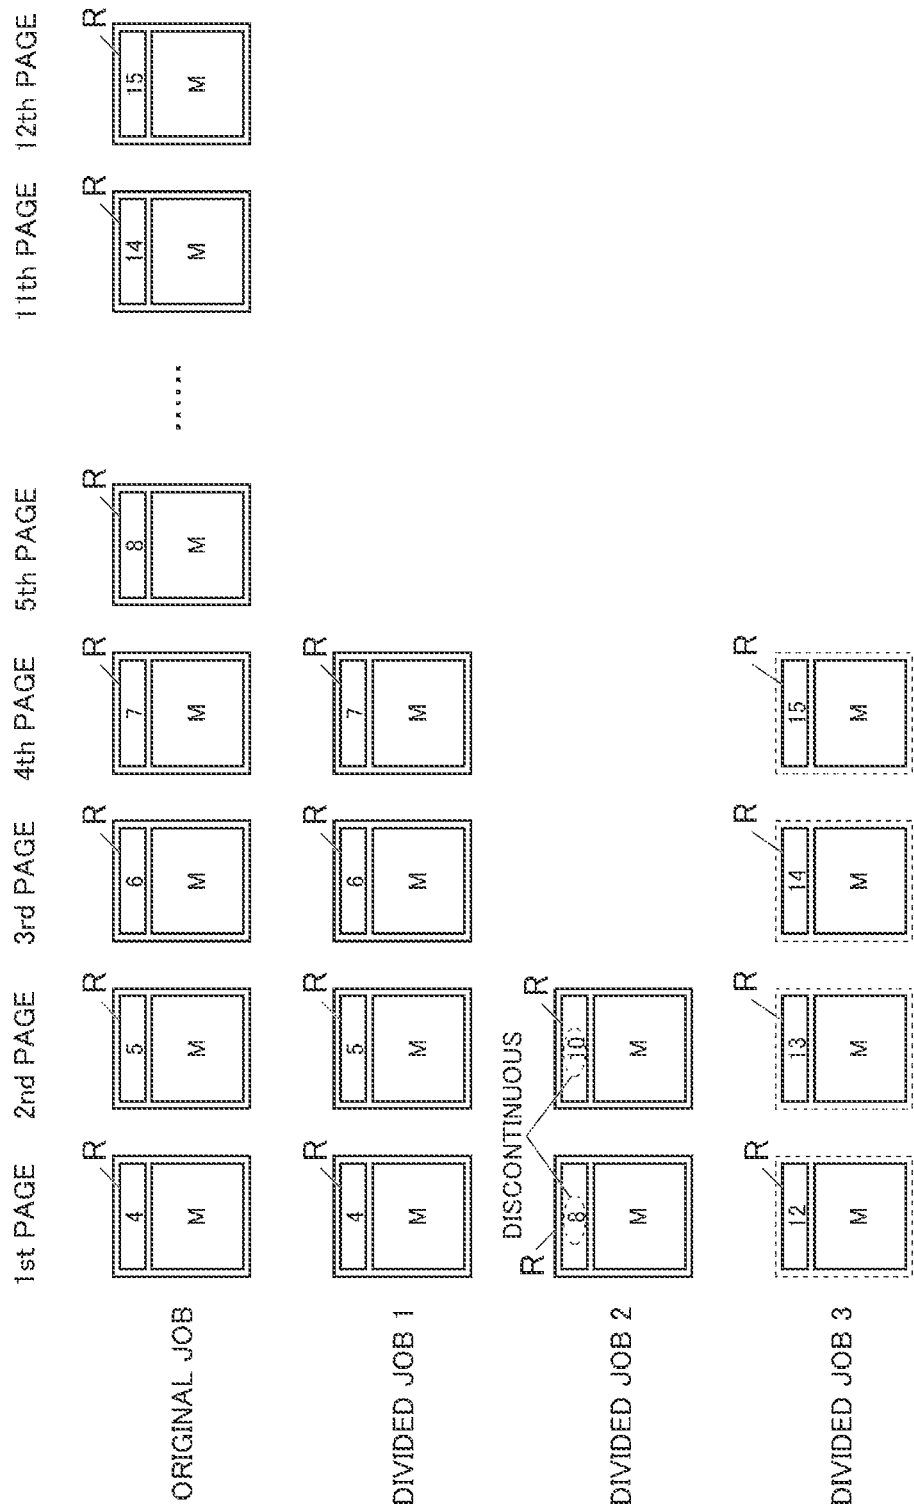 1st PAGE 2nd PAGE 3rd PAGE 4th PAGE 5th PAGE 11th PAGE 12th PAGE
R R R R R R R
ORIGINAL JOB 4 5 6 7 8 ...... 14 15
M M M M M M M
R R R R
DIVIDED JOB 1 4 5 6 7
M M M M
DISCONTINUOUS
R R
DIVIDED JOB 2 8 10
M M
R R R R
DIVIDED JOB 3 12 13 14 15
M M M M